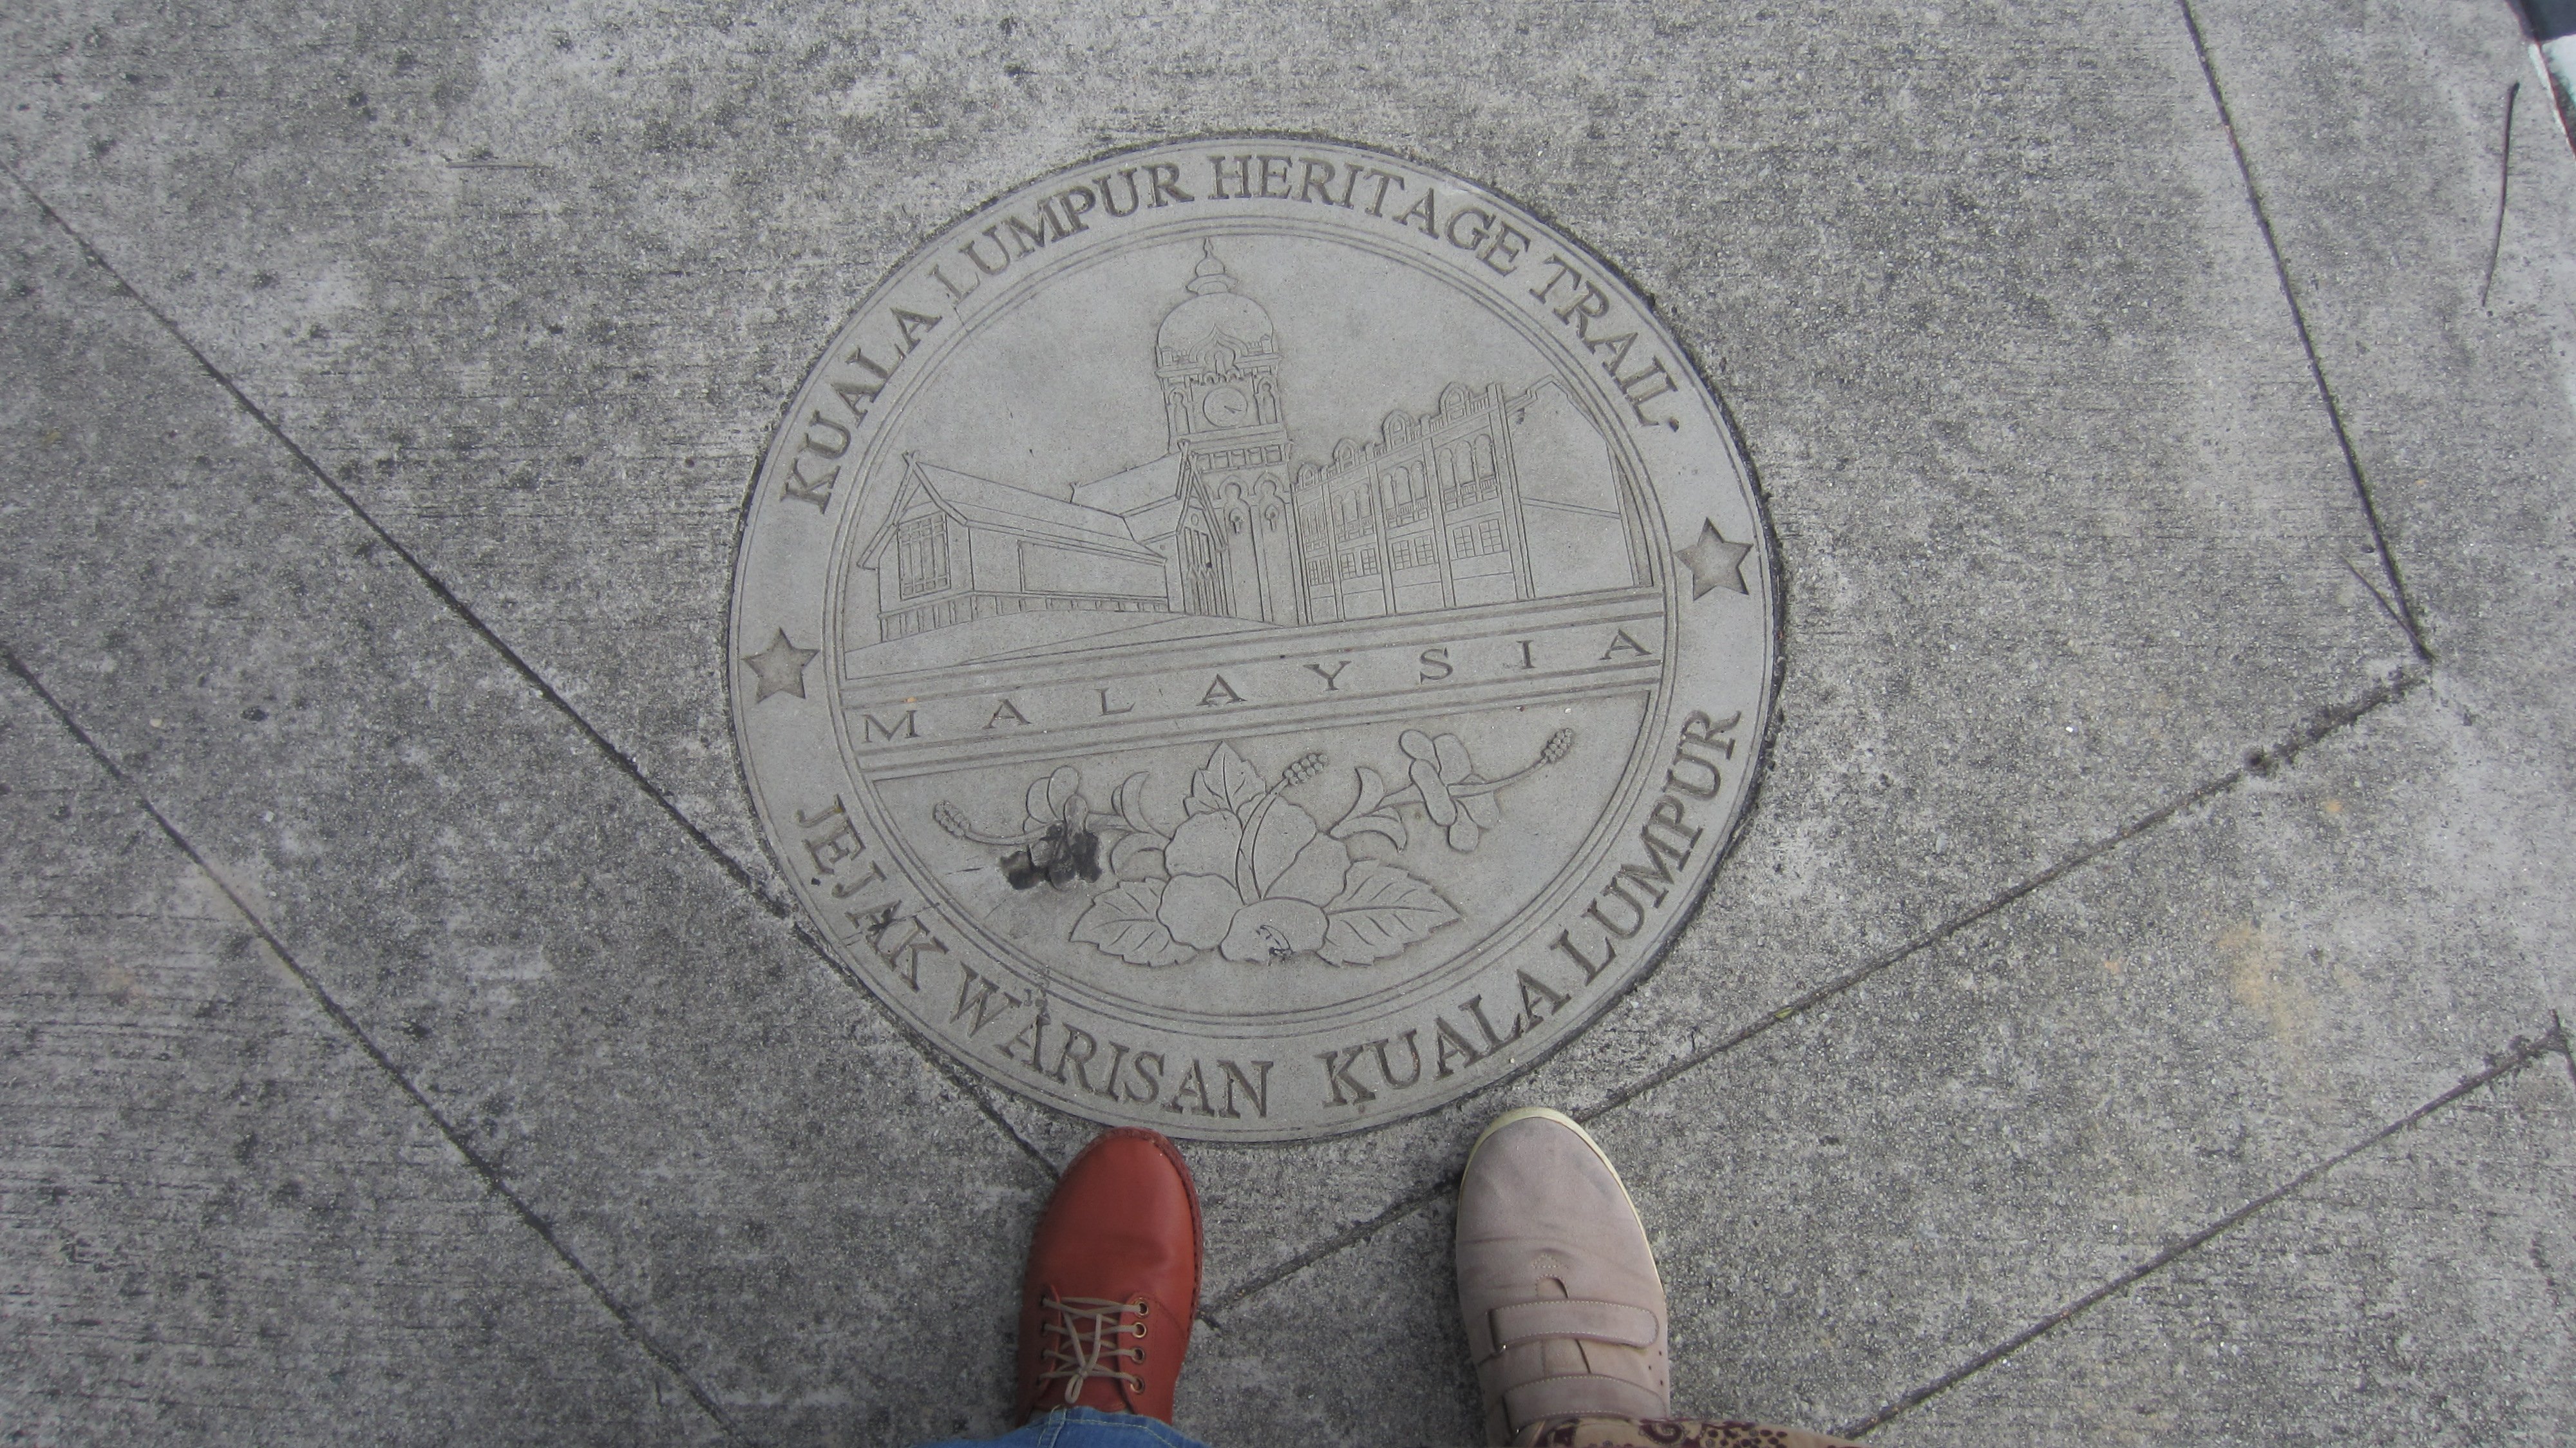 KUALA LUMPUR HERITAGE TRAIL
MALAYSIA
JEJAK WARISAN KUALA LUMPUR